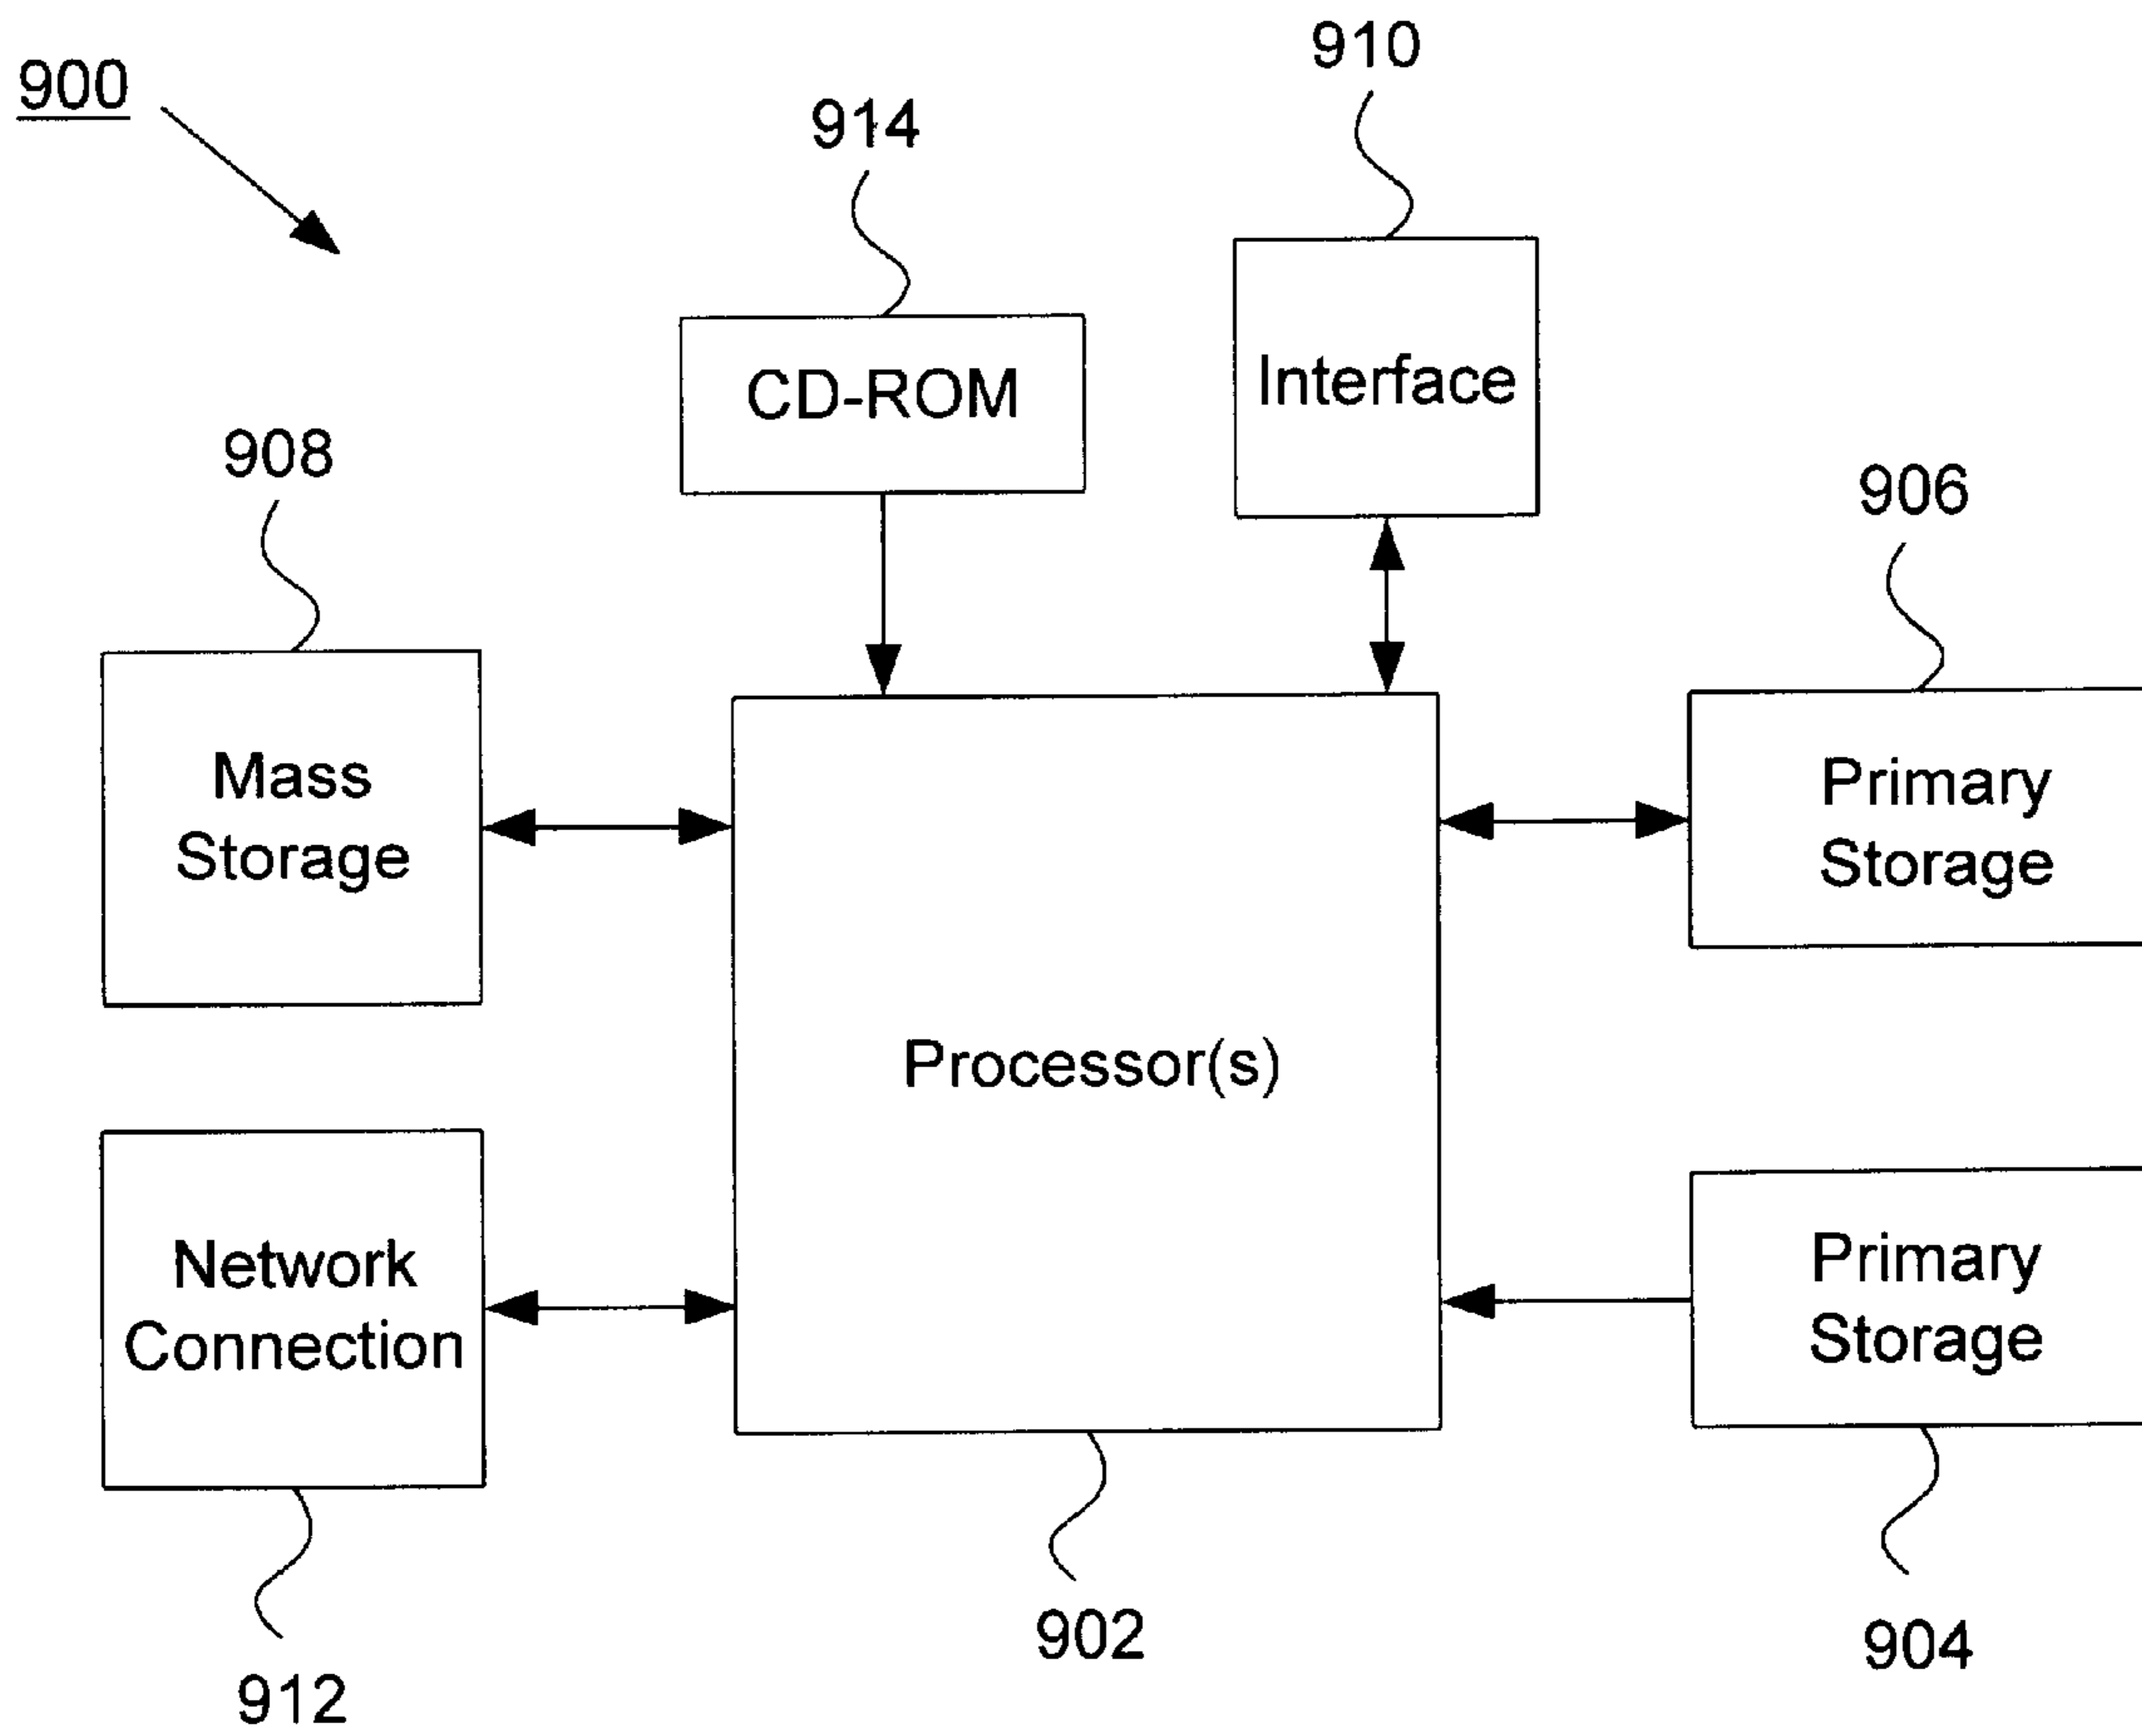 900
910
914
CD-ROM
Interface
908
906
Mass
Storage
Primary
Storage
Processor(s)
Network
Connection
Primary
Storage
902
904
912